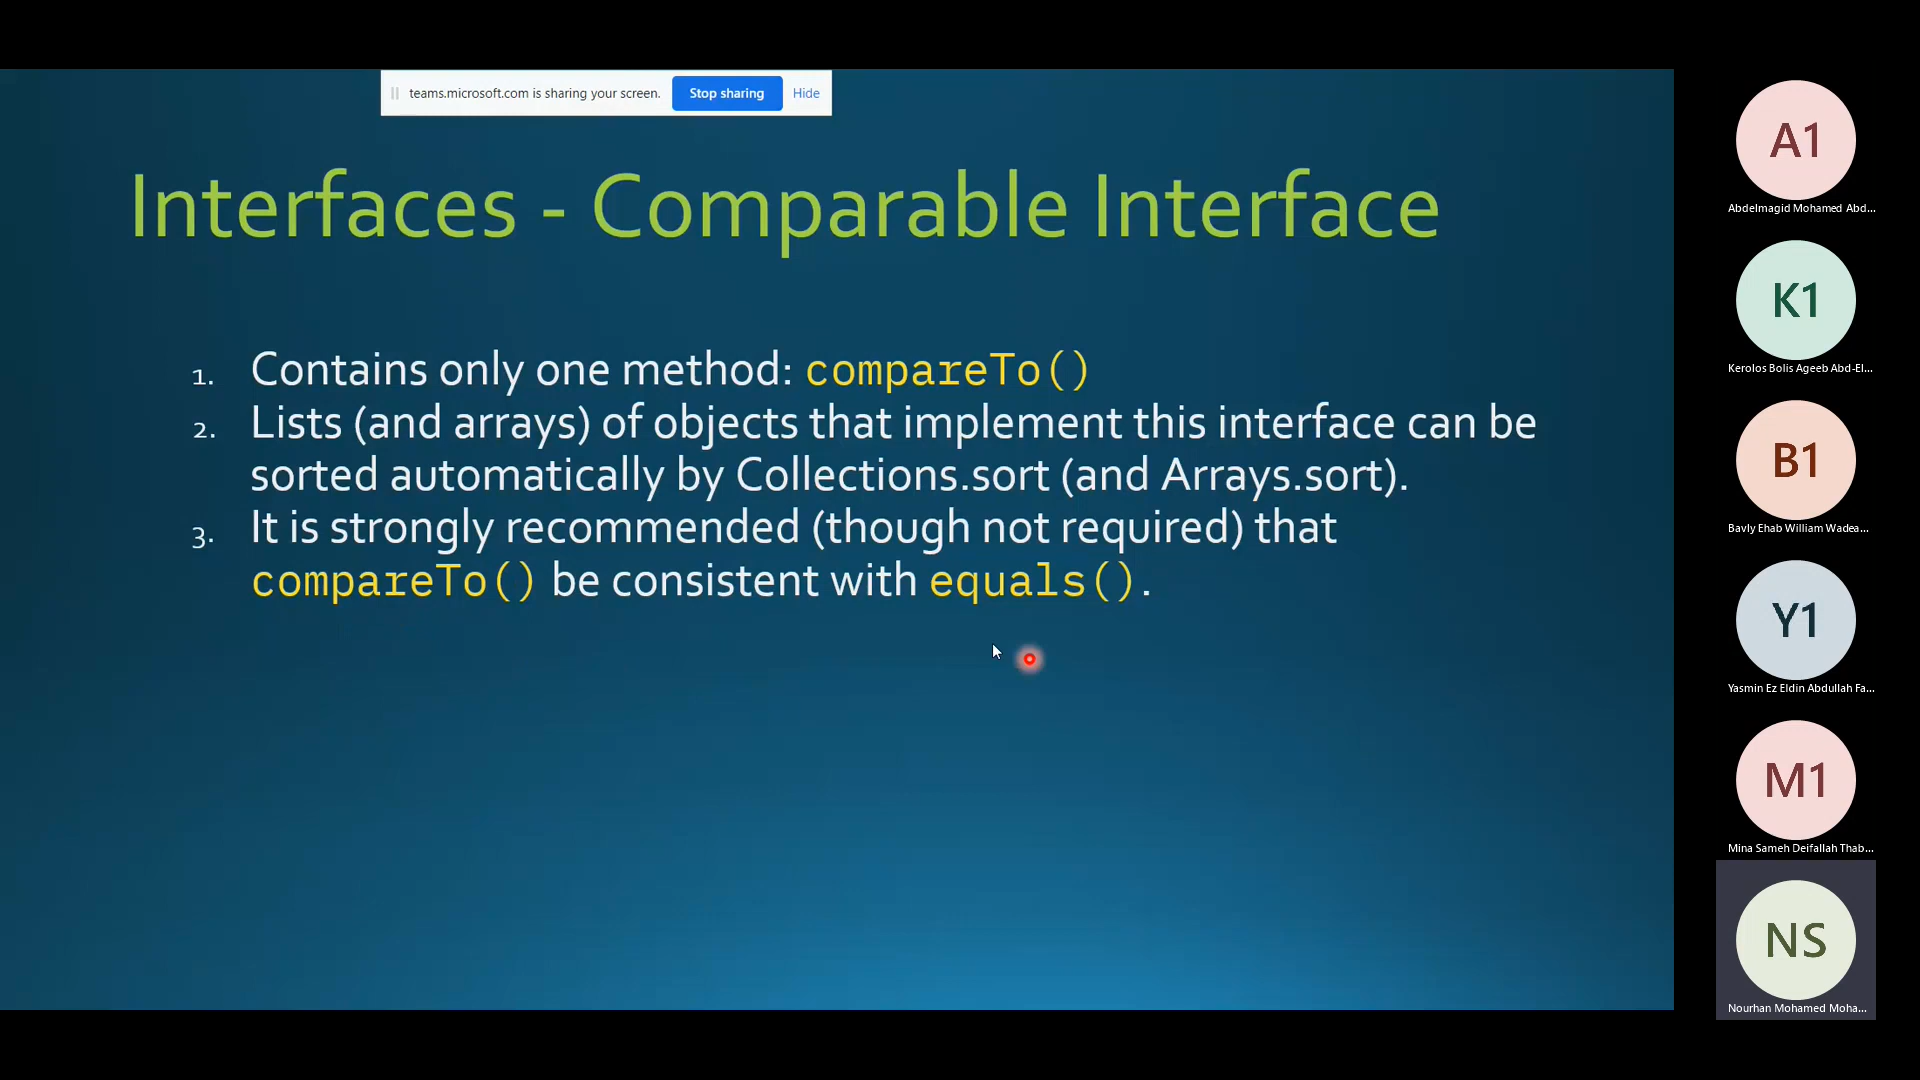 teams.microsoft.com is sharing your screen. Stop sharing Hide
Interfaces - Comparable Interface
1. Contains only one method: compareTo()
2. Lists (and arrays) of objects that implement this interface can be
sorted automatically by Collections.sort (and Arrays.sort).
3. It is strongly recommended (though not required) that
compareTo() be consistent with equals().
A1
Abdelmagid Mohamed Abd...
K1
Kerolos Bolis Ageeb Abd-El...
B1
Bavly Ehab William Wadea...
Y1
Yasmin Ez Eldin Abdullah Fa...
M1
Mina Sameh Deifallah Thab...
NS
Nourhan Mohamed Moha...